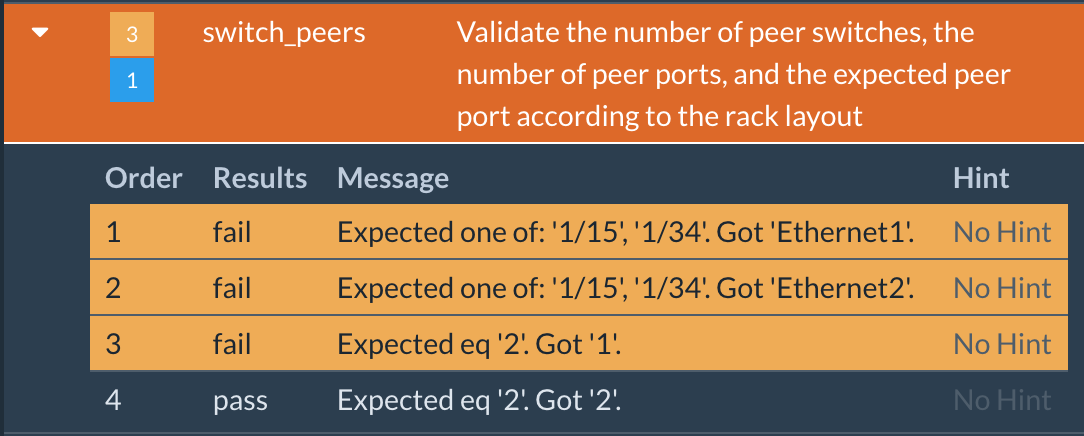 3 switch_peers Validate the number of peer switches, the
1 number of peer ports, and the expected peer
port according to the rack layout
Order Results Message Hint
1 fail Expected one of: '1/15', '1/34'. Got 'Ethernet1'. No Hint
2 fail Expected one of: '1/15', '1/34'. Got 'Ethernet2'. No Hint
3 fail Expected eq '2'. Got '1'. No Hint
4 pass Expected eq '2'. Got '2'. No Hint